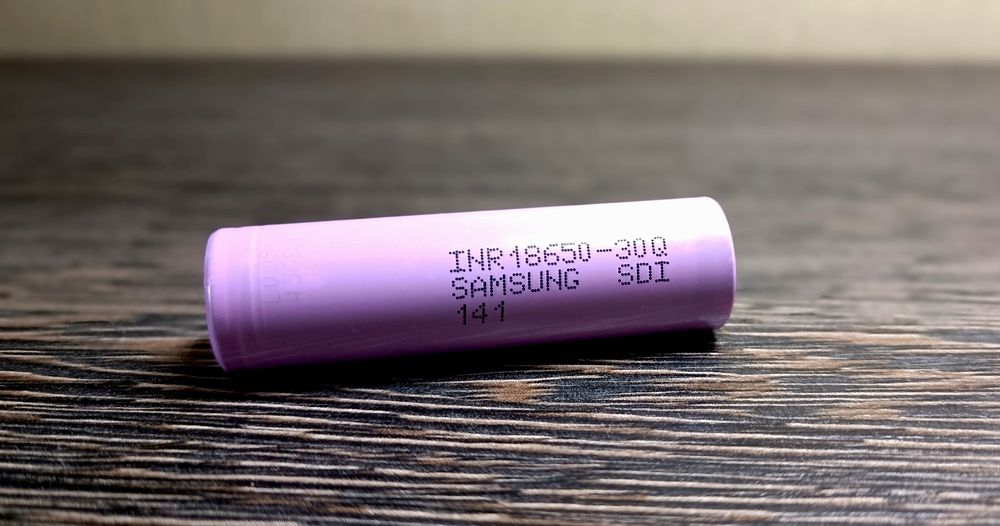 INR18650-30Q
SAMSUNG SDI
141